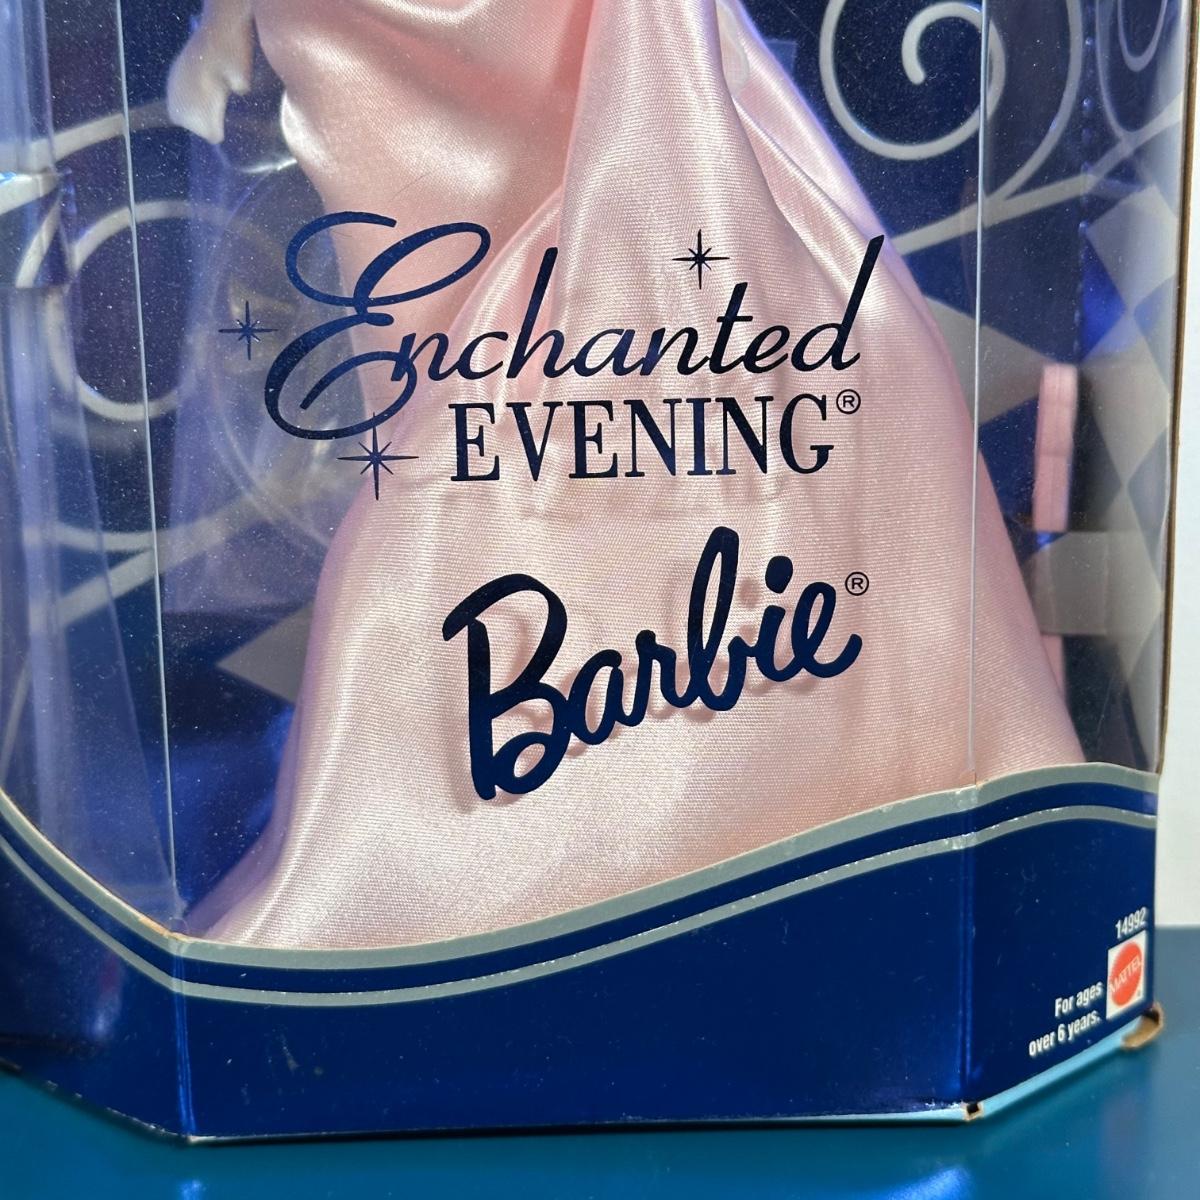 Enchanted
EVENING®
Barbie®
14992
MATTEL
For ages
over 6 years.